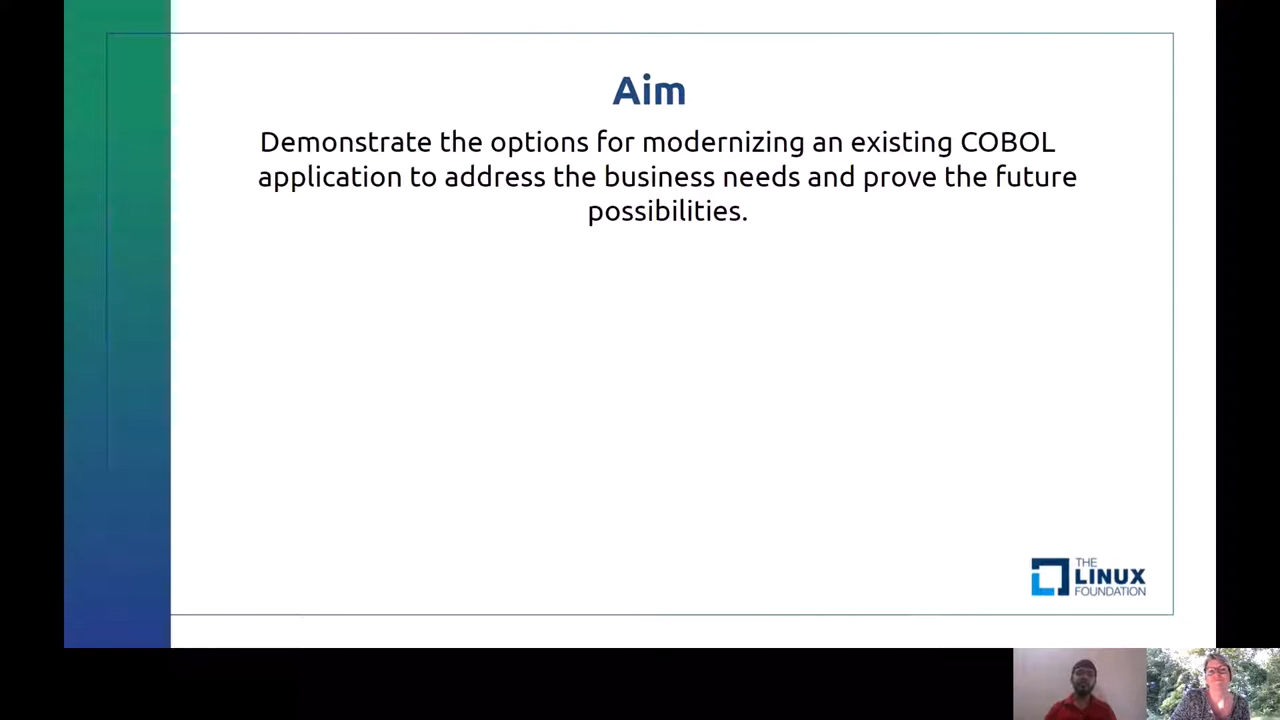 Aim
Demonstrate the options for modernizing an existing COBOL
application to address the business needs and prove the future
possibilities.
THE
LINUX
FOUNDATION